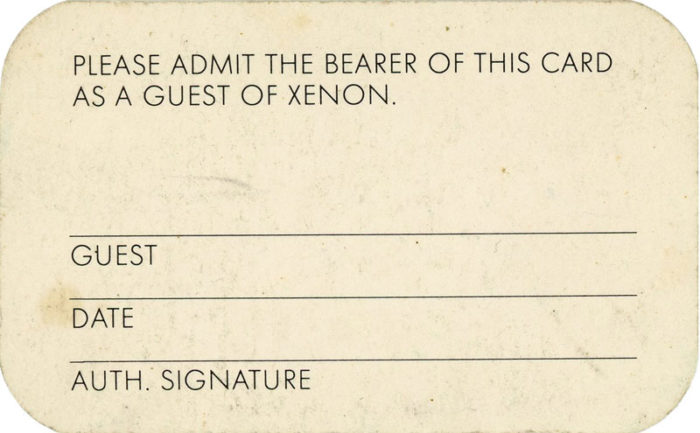 PLEASE ADMIT THE BEARER OF THIS CARD
AS A GUEST OF XENON.
GUEST
DATE
AUTH. SIGNATURE